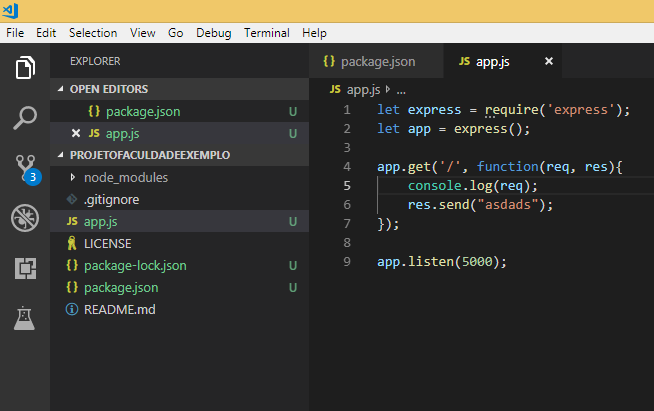 File Edit Selection View Go Debug Terminal Help
EXPLORER
OPEN EDITORS
{ } package.json U
JS app.js U
PROJETOFACULDADEEXEMPLO
node_modules
.gitignore
JS app.js U
LICENSE
{ } package-lock.json U
{ } package.json U
README.md
3
{ } package.json JS app.js
JS app.js ...
1 let express = require('express');
2 let app = express();
3
4 app.get('/', function(req, res){
5 console.log(req);
6 res.send("asdads");
7 });
8
9 app.listen(5000);